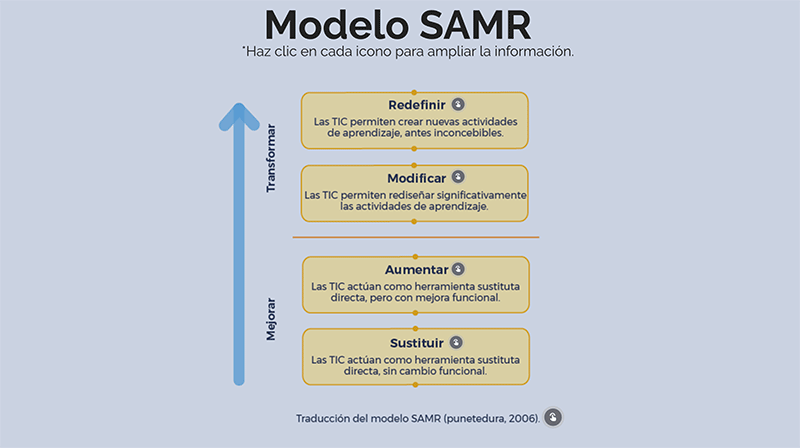 Modelo SAMR
*Haz clic en cada icono para ampliar la información.
Transformar
Redefinir
Las TIC permiten crear nuevas actividades
de aprendizaje, antes inconcebibles.
Modificar
Las TIC permiten rediseñar significativamente
las actividades de aprendizaje.
Mejorar
Aumentar
Las TIC actúan como herramienta sustituta
directa, pero con mejora funcional.
Sustituir
Las TIC actúan como herramienta sustituta
directa, sin cambio funcional.
Traducción del modelo SAMR (punetedura, 2006).